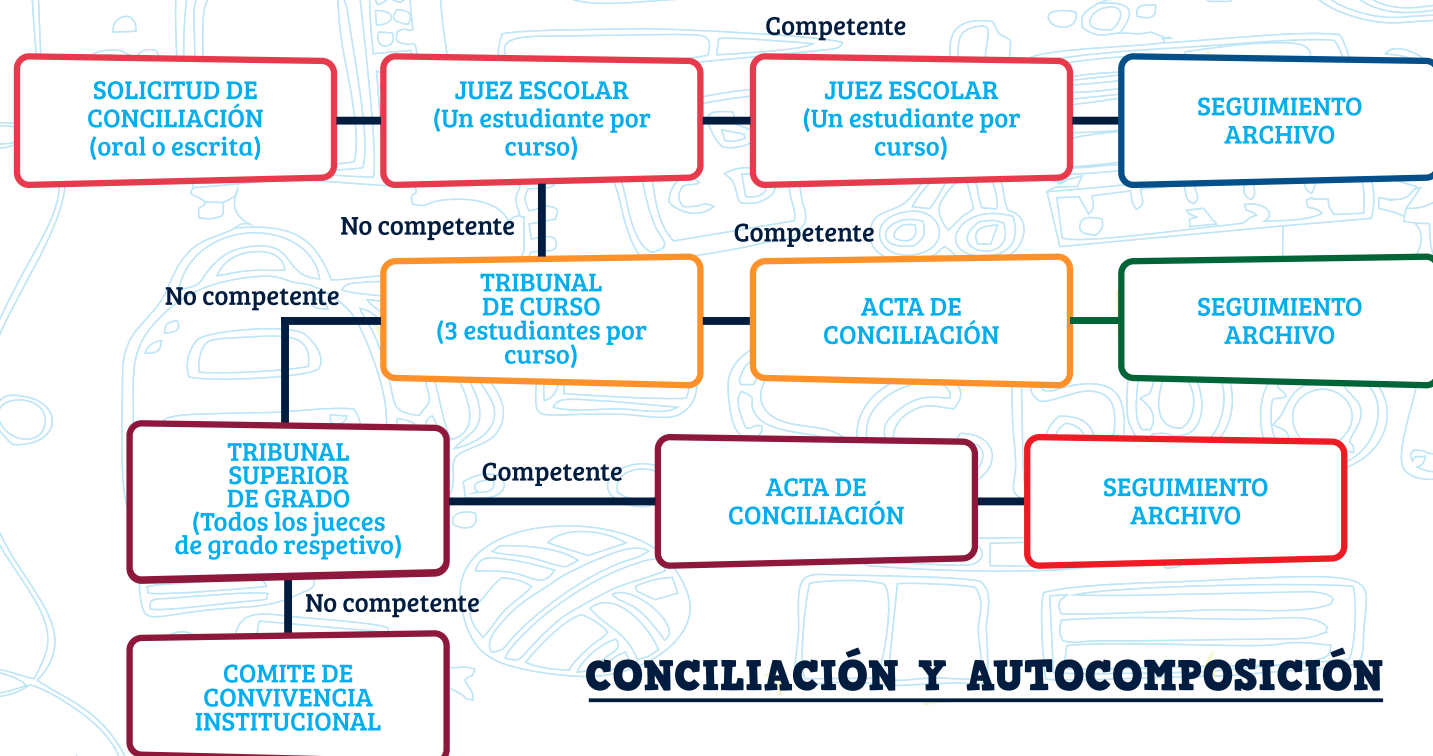 Competente
SOLICITUD DE
CONCILIACIÓN
(oral o escrita)
JUEZ ESCOLAR
(Un estudiante por
curso)
JUEZ ESCOLAR
(Un estudiante por
curso)
SEGUIMIENTO
ARCHIVO
No competente
Competente
No competente
TRIBUNAL
DE CURSO
(3 estudiantes por
curso)
ACTA DE
CONCILIACIÓN
SEGUIMIENTO
ARCHIVO
TRIBUNAL
SUPERIOR
DE GRADO
(Todos los jueces
de grado respetivo)
Competente
ACTA DE
CONCILIACIÓN
SEGUIMIENTO
ARCHIVO
No competente
COMITE DE
CONVIVENCIA
INSTITUCIONAL
CONCILIACIÓN Y AUTOCOMPOSICIÓN